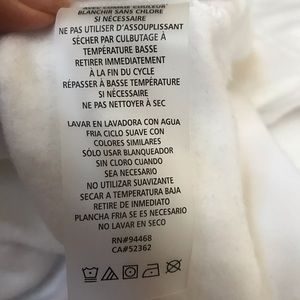 BLANCHIR SANS CHLORE
SI NÉCESSAIRE
NE PAS UTILISER D'ASSOUPLISSANT
SÉCHER PAR CULBUTAGE À
TEMPÉRATURE BASSE
RETIRER IMMÉDIATEMENT
À LA FIN DU CYCLE
RÉPASSER À BASSE TEMPÉRATURE
SI NÉCESSAIRE
NE PAS NETTOYER À SEC
LAVAR EN LAVADORA CON AGUA
FRIA CICLO SUAVE CON
COLORES SIMILARES
SÓLO USAR BLANQUEADOR
SIN CLORO CUANDO
SEA NECESARIO
NO UTILIZAR SUAVIZANTE
SECAR A TEMPERATURA BAJA
RETIRE DE INMEDIATO
PLANCHA FRIA SE ES NECESARIO
NO LAVAR EN SECO
RN#94468
CA#52362